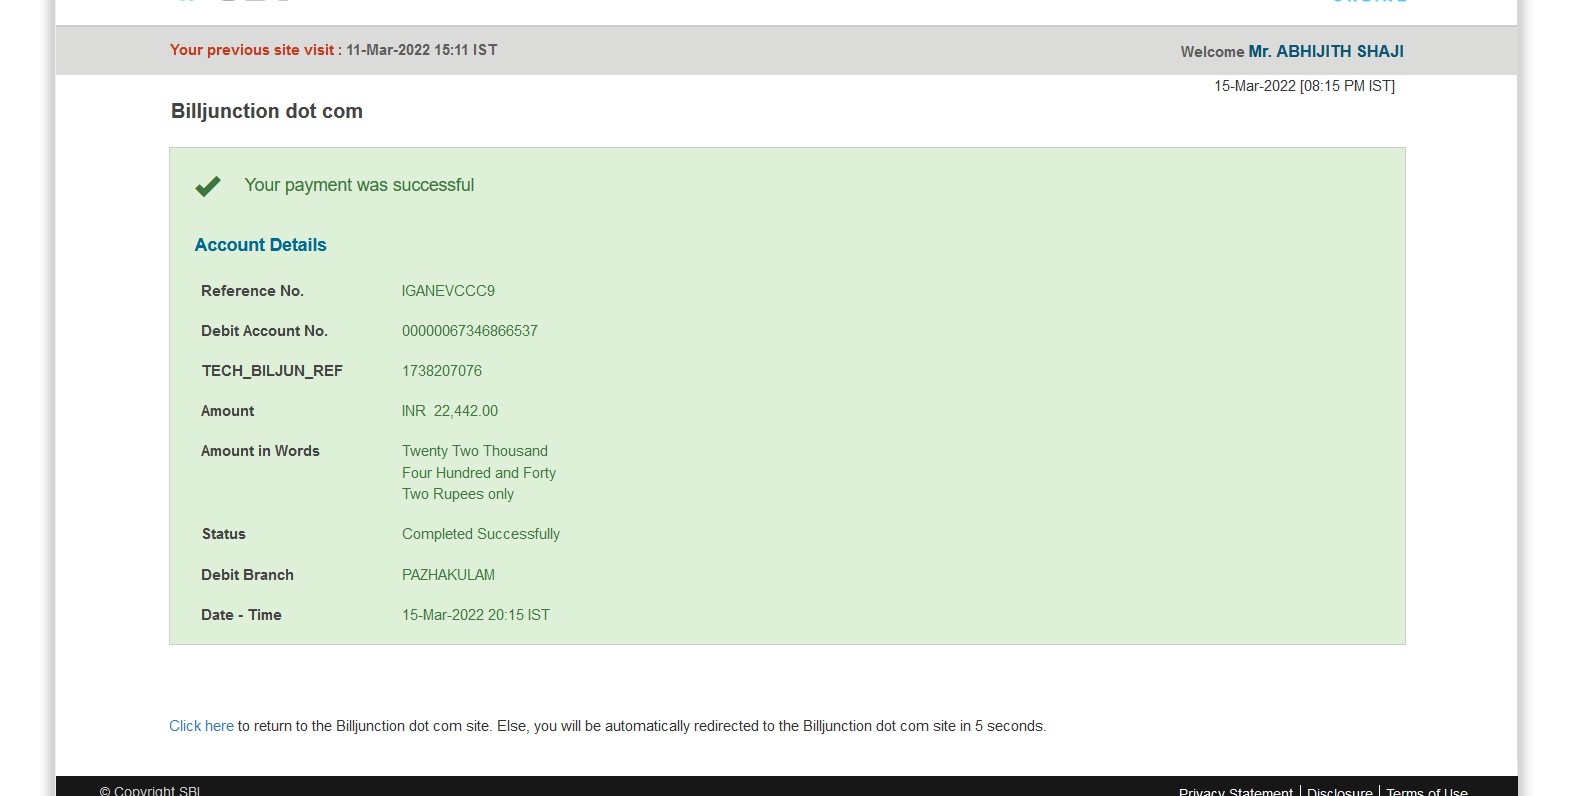 Your previous site visit : 11-Mar-2022 15:11 IST
Welcome Mr. ABHIJITH SHAJI
15-Mar-2022 [08:15 PM IST]
Billjunction dot com
Your payment was successful
Account Details
Reference No. IGANEVCCC9
Debit Account No. 00000067346866537
TECH_BILJUN_REF 1738207076
Amount INR 22,442.00
Amount in Words Twenty Two Thousand
Four Hundred and Forty
Two Rupees only
Status Completed Successfully
Debit Branch PAZHAKULAM
Date - Time 15-Mar-2022 20:15 IST
Click here to return to the Billjunction dot com site. Else, you will be automatically redirected to the Billjunction dot com site in 5 seconds.
© Copyright SBI
Privacy Statement | Disclosure | Terms of Use